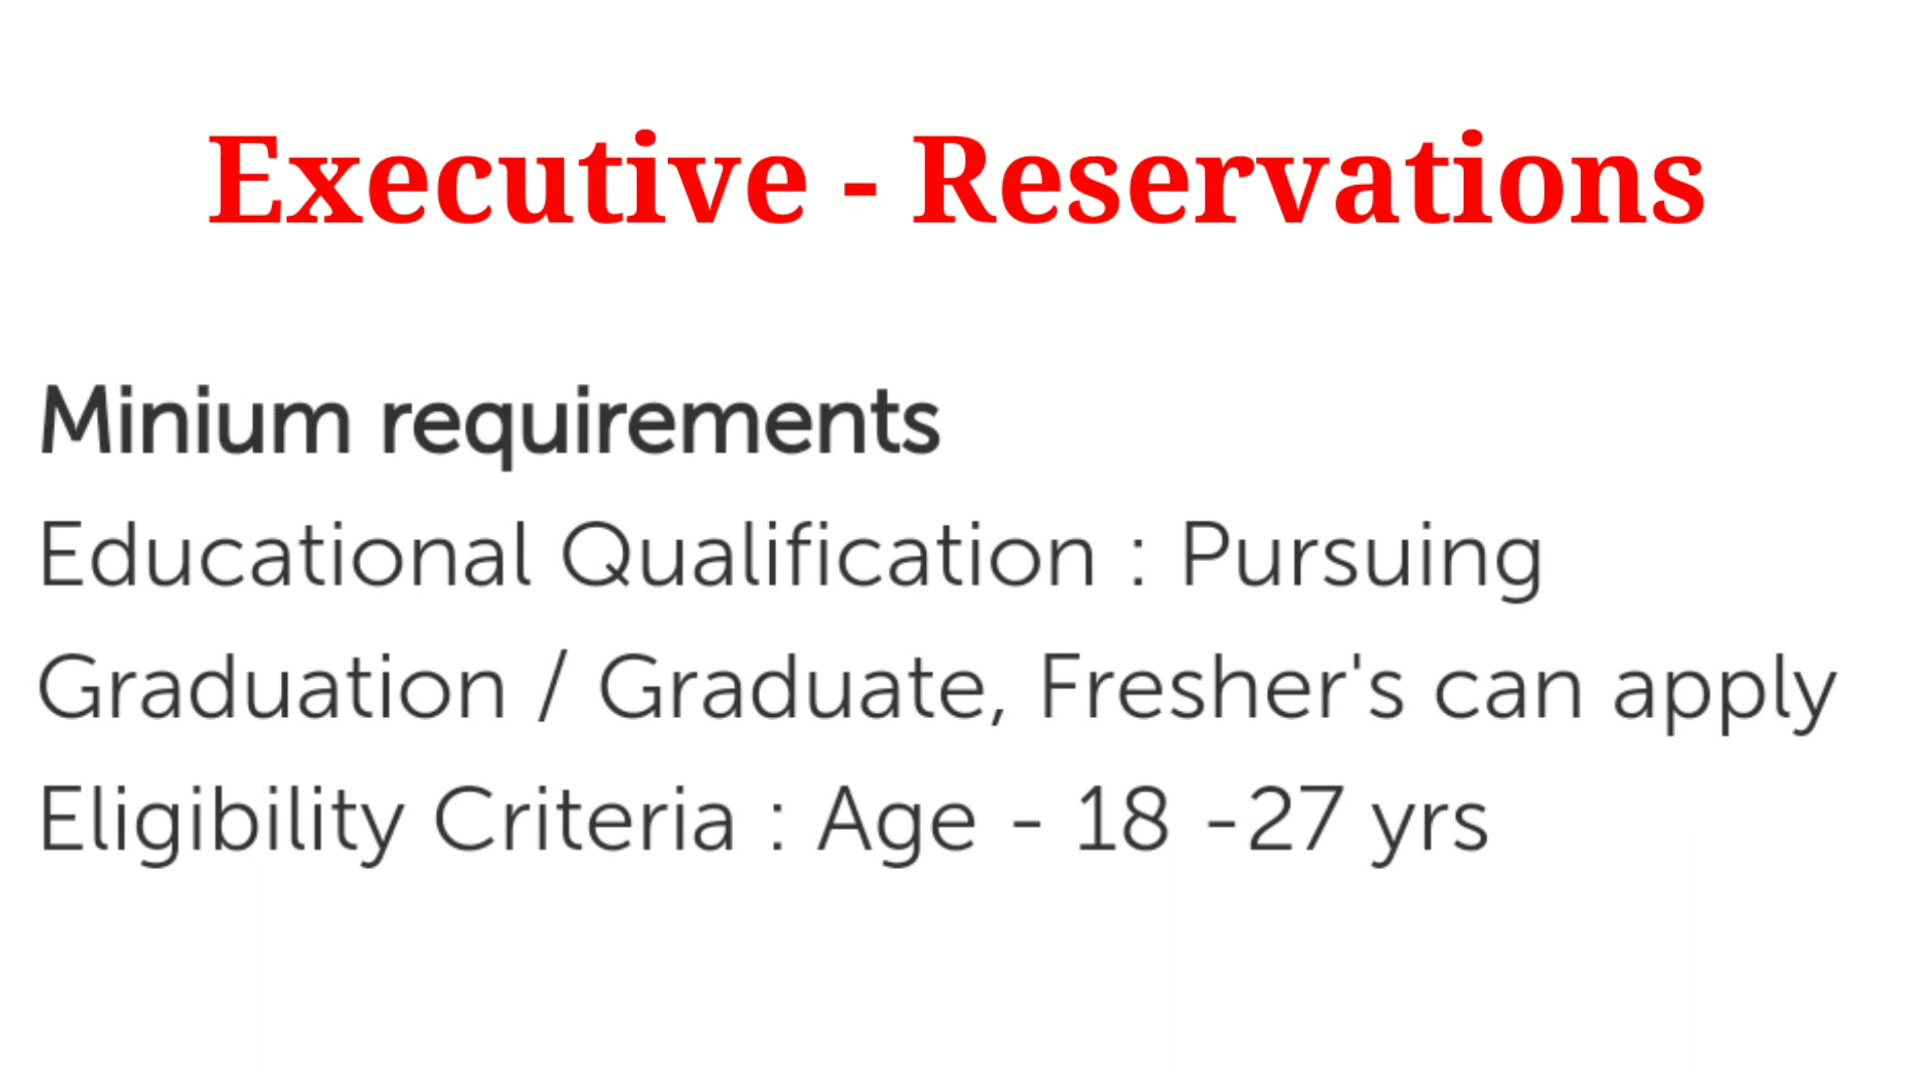 Executive - Reservations
Minium requirements
Educational Qualification : Pursuing
Graduation / Graduate, Fresher's can apply
Eligibility Criteria : Age - 18 -27 yrs